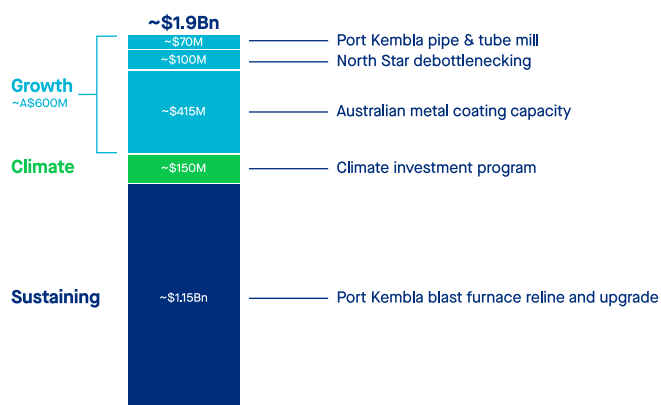 ~$1.9Bn
~$70M
Port Kembla pipe & tube mill
~$100M
North Star debottlenecking
Growth
~A$600M
~$415M
Australian metal coating capacity
Climate
~$150M
Climate investment program
Sustaining
~$1.15Bn
Port Kembla blast furnace reline and upgrade